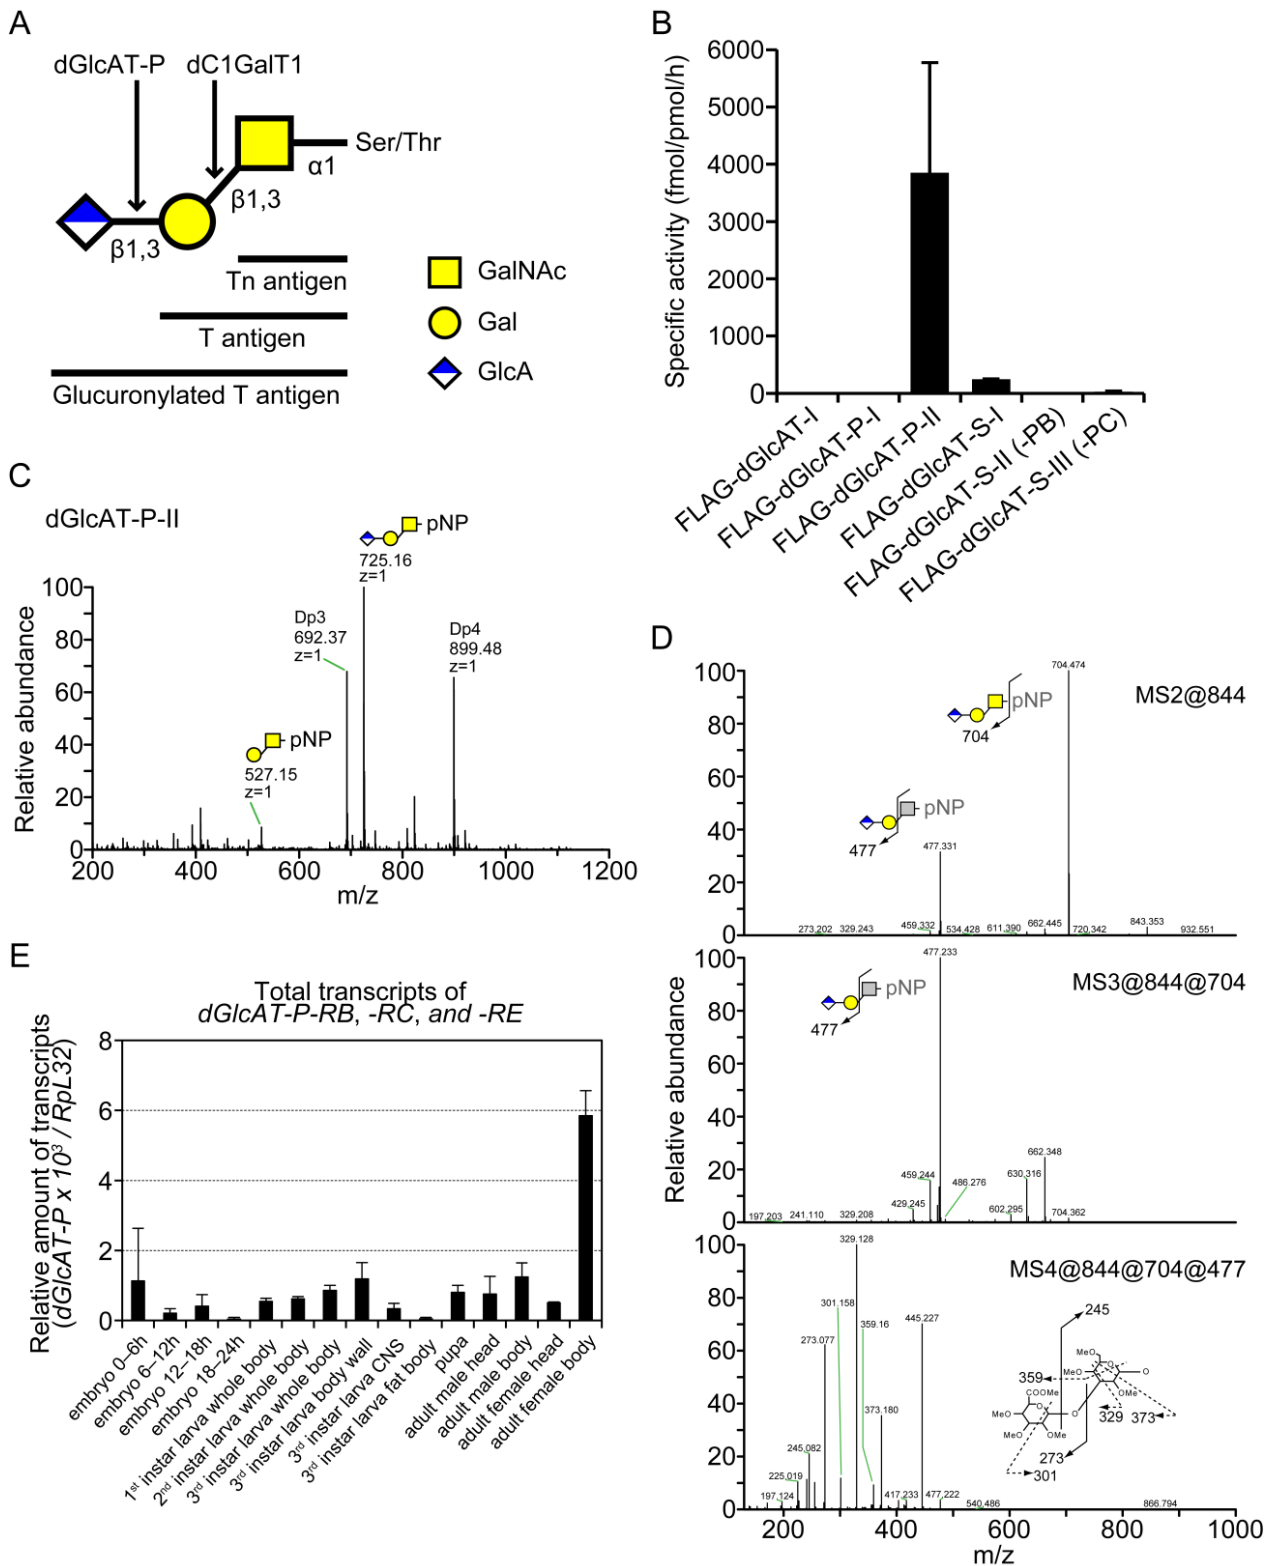 A
dGlcAT-P
dC1GalT1
Ser/Thr
α1
β1,3
β1,3
Tn antigen
T antigen
Glucuronylated T antigen
GalNAc
Gal
GlcA
B
Specific activity (fmol/pmol/h)
6000
5000
4000
3000
2000
1000
0
FLAG-dGlcAT-I
FLAG-dGlcAT-P-I
FLAG-dGlcAT-P-II
FLAG-dGlcAT-S-I
FLAG-dGlcAT-S-II (-PB)
FLAG-dGlcAT-S-III (-PC)
C
dGlcAT-P-II
pNP
725.16
z=1
Dp3
692.37
z=1
Dp4
899.48
z=1
pNP
527.15
z=1
Relative abundance
100
80
60
40
20
0
200
400
600
800
1000
1200
m/z
D
MS2@844
100
80
60
40
20
0
704.474
pNP
704
pNP
477
477.331
273.202
329.243
459.332
534.428
611.390
662.445
720.342
843.353
932.551
MS3@844@704
Relative abundance
100
80
60
40
20
0
477.233
pNP
477
197.203
241.110
329.208
429.245
459.244
486.276
602.295
630.316
662.348
704.362
MS4@844@704@477
100
80
60
40
20
0
329.128
301.158
359.16
445.227
273.077
373.180
245.082
225.019
197.124
417.233
477.222
540.486
866.794
245
MeO
MeO
O
O
OMe
359
COOMe
329
373
MeO
O
O
MeO
OMe
273
301
200
400
600
800
1000
m/z
E
Total transcripts of
dGlcAT-P-RB, -RC, and -RE
Relative amount of transcripts
(dGlcAT-P x 10³ / RpL32)
8
6
4
2
0
embryo 0–6h
embryo 6–12h
embryo 12–18h
embryo 18–24h
1st instar larva whole body
2nd instar larva whole body
3rd instar larva whole body
3rd instar larva body wall
3rd instar larva CNS
3rd instar larva fat body
pupa
adult male head
adult male body
adult female head
adult female body